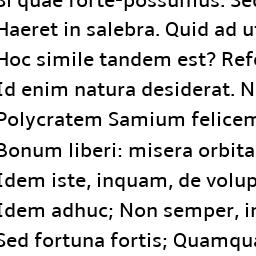 Si quae forte-possumus. Sed
Haeret in salebra. Quid ad u
Hoc simile tandem est? Refe
Id enim natura desiderat. N
Polycratem Samium felicem
Bonum liberi: misera orbita
Idem iste, inquam, de volup
Idem adhuc; Non semper, in
Sed fortuna fortis; Quamqua